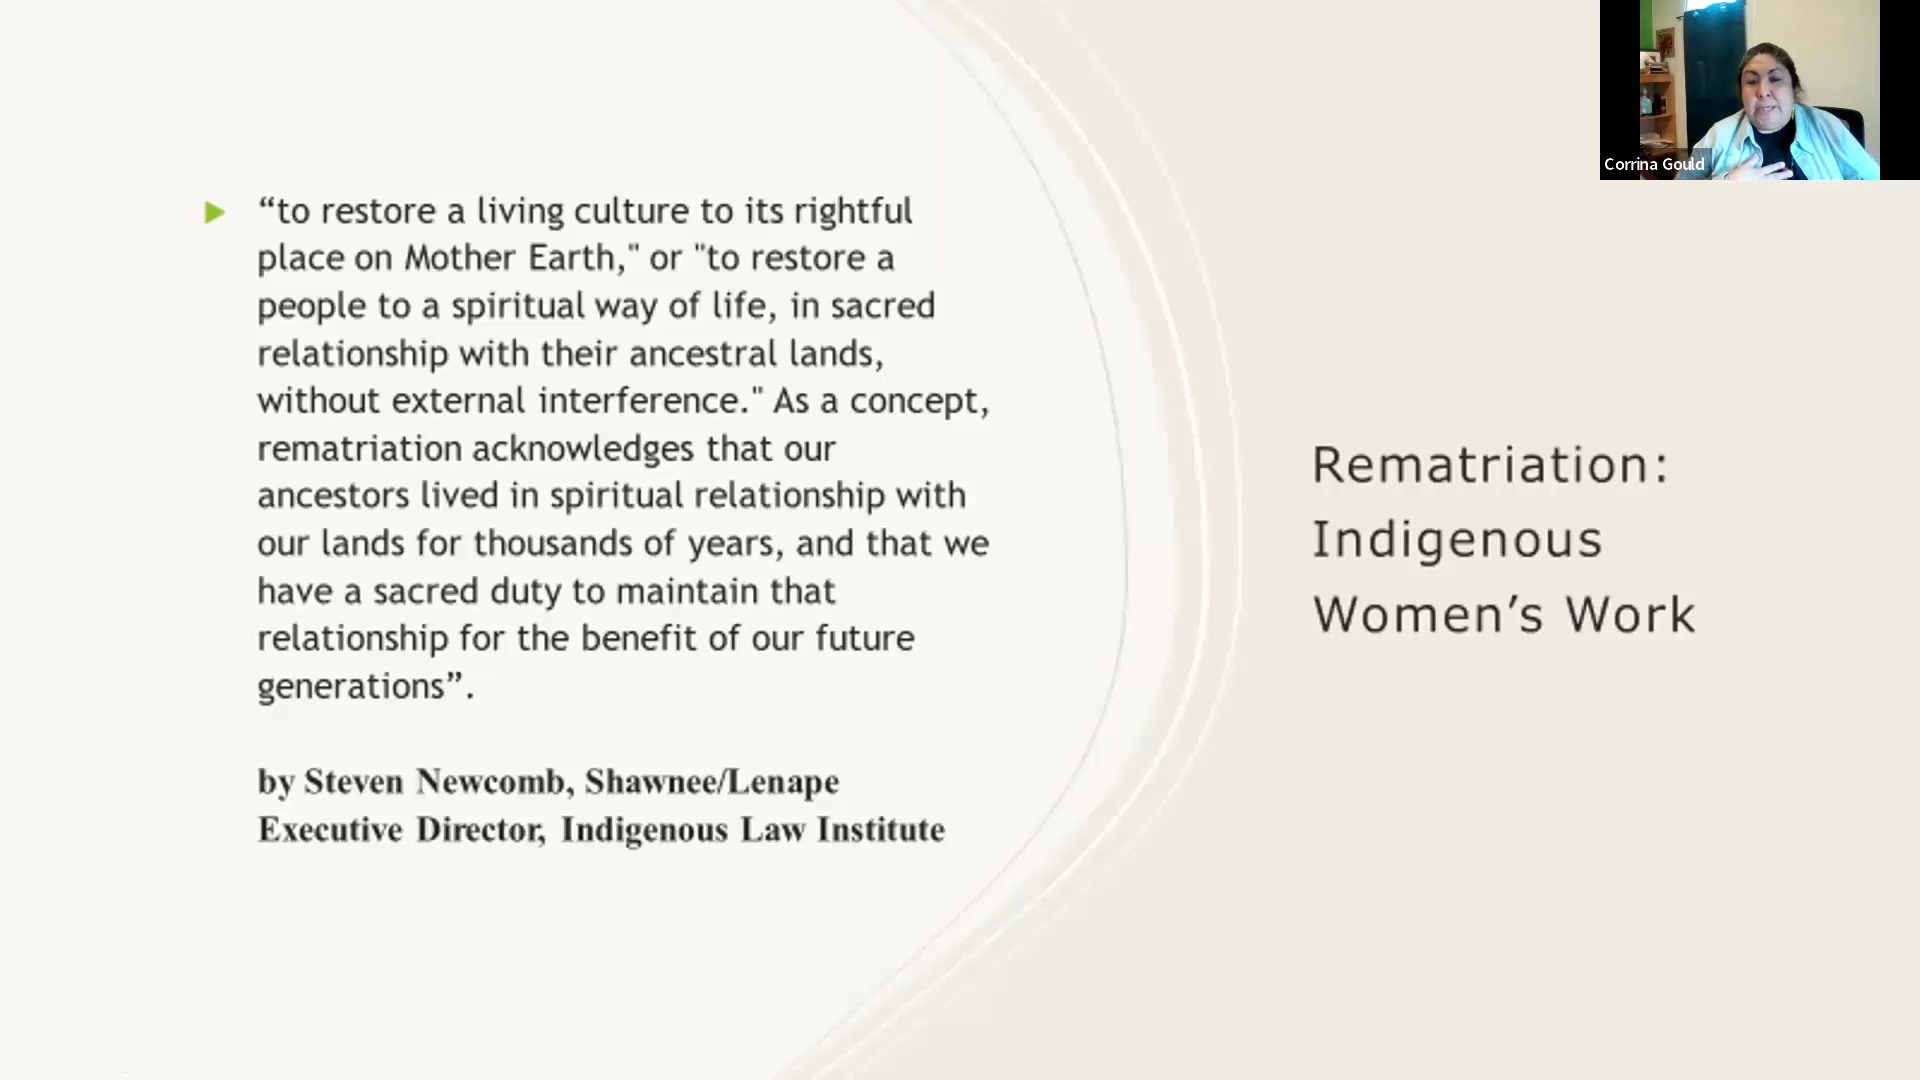 “to restore a living culture to its rightful
place on Mother Earth," or "to restore a
people to a spiritual way of life, in sacred
relationship with their ancestral lands,
without external interference." As a concept,
rematriation acknowledges that our
ancestors lived in spiritual relationship with
our lands for thousands of years, and that we
have a sacred duty to maintain that
relationship for the benefit of our future
generations”.
by Steven Newcomb, Shawnee/Lenape
Executive Director, Indigenous Law Institute
Rematriation:
Indigenous
Women’s Work
Corrina Gould